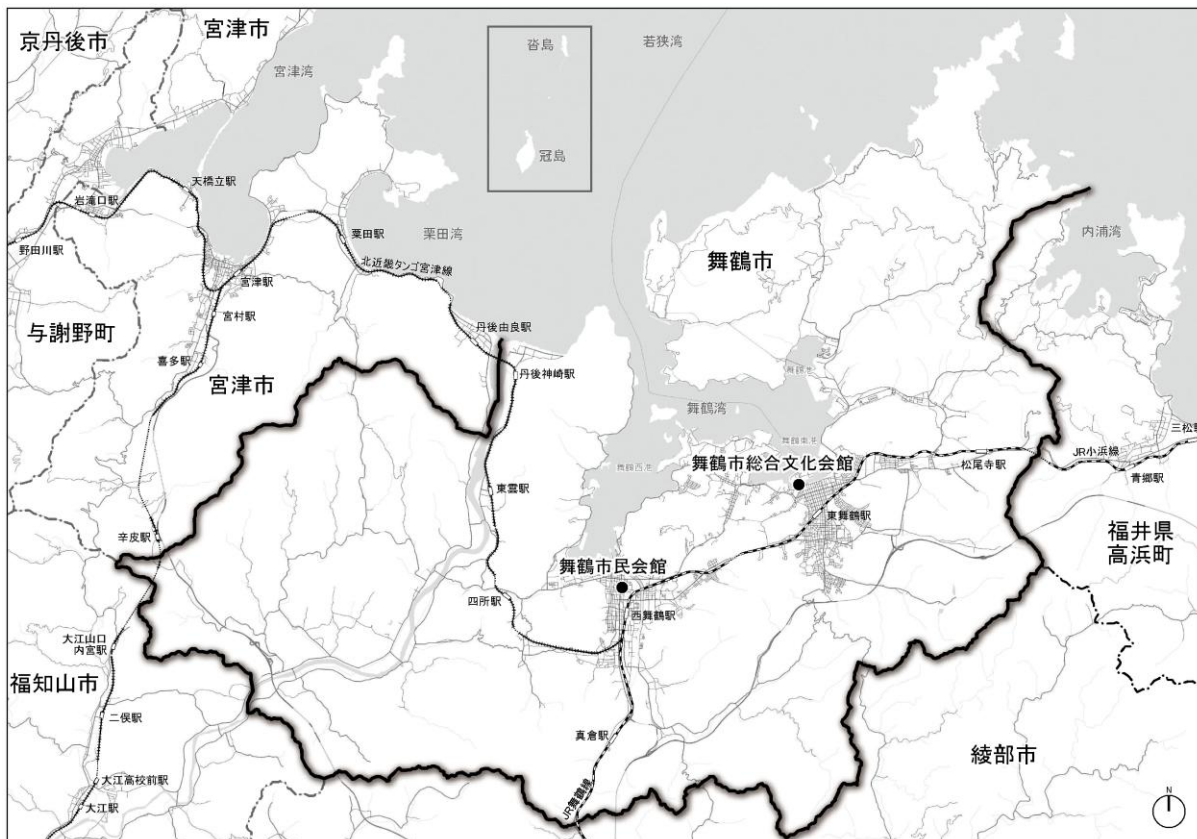 京丹後市
宮津市
宮津湾
沓島
若狭湾
冠島
天橋立駅
岩滝口駅
野田川駅
栗田駅
栗田湾
北近畿タンゴ宮津線
舞鶴市
内浦湾
宮津駅
宮村駅
与謝野町
喜多駅
宮津市
丹後由良駅
丹後神崎駅
舞鶴湾
三松駅
舞鶴東港
舞鶴西港
舞鶴市総合文化会館
松尾寺駅
JR小浜線
青郷駅
東雲駅
東舞鶴駅
辛皮駅
舞鶴市民会館
福井県
高浜町
四所駅
西舞鶴駅
大江山口
内宮駅
福知山市
二俣駅
真倉駅
綾部市
大江高校前駅
大江駅
JR舞鶴線
N